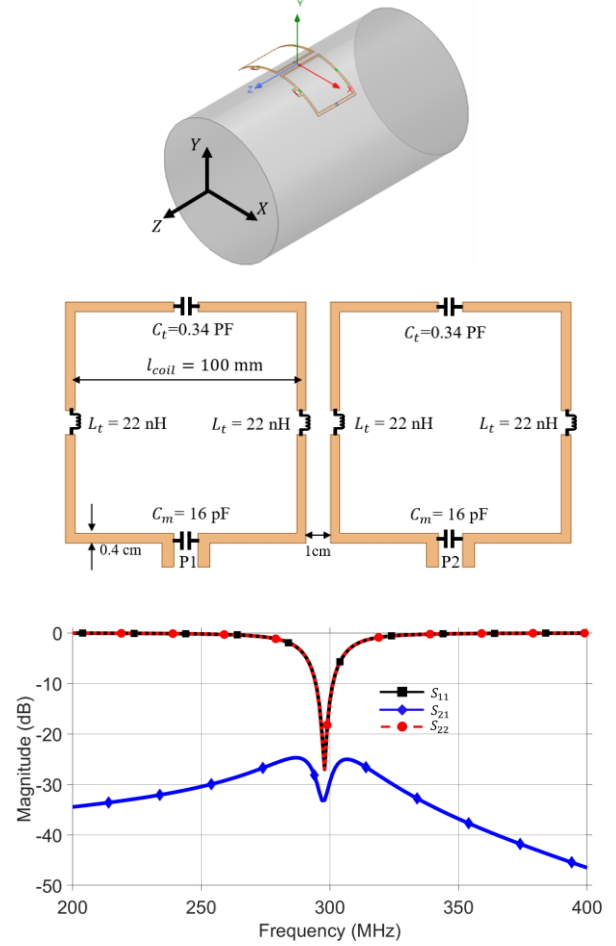 Y
Z
X
Y
Z
X
C_t=0.34 PF
C_t=0.34 PF
l_coil = 100 mm
L_t = 22 nH
L_t = 22 nH
L_t = 22 nH
L_t = 22 nH
C_m= 16 pF
C_m= 16 pF
0.4 cm
P1
1cm
P2
0
-10
-20
-30
-40
-50
Magnitude (dB)
S_11
S_21
S_22
200
250
300
350
400
Frequency (MHz)